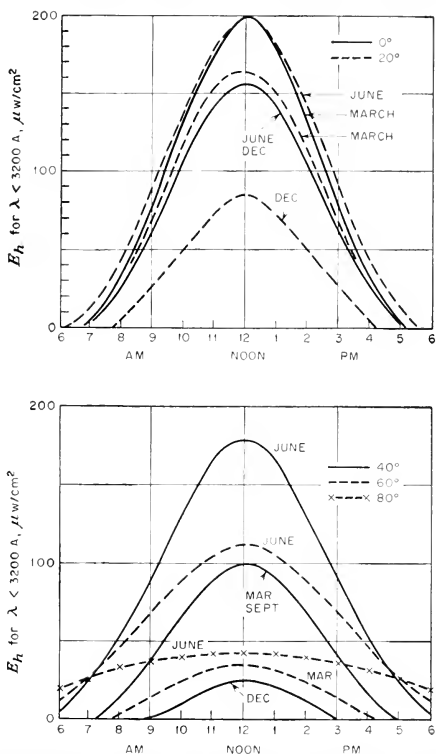 200
100
0
E_h for λ < 3200 A, μw/cm²
0°
20°
JUNE
MARCH
MARCH
JUNE
DEC
DEC
6 7 8 9 10 11 12 1 2 3 4 5 6
AM NOON PM
200
100
0
E_h for λ < 3200 A, μw/cm²
40°
60°
80°
JUNE
JUNE
MAR
SEPT
JUNE
MAR
DEC
6 7 8 9 10 11 12 1 2 3 4 5 6
AM NOON PM